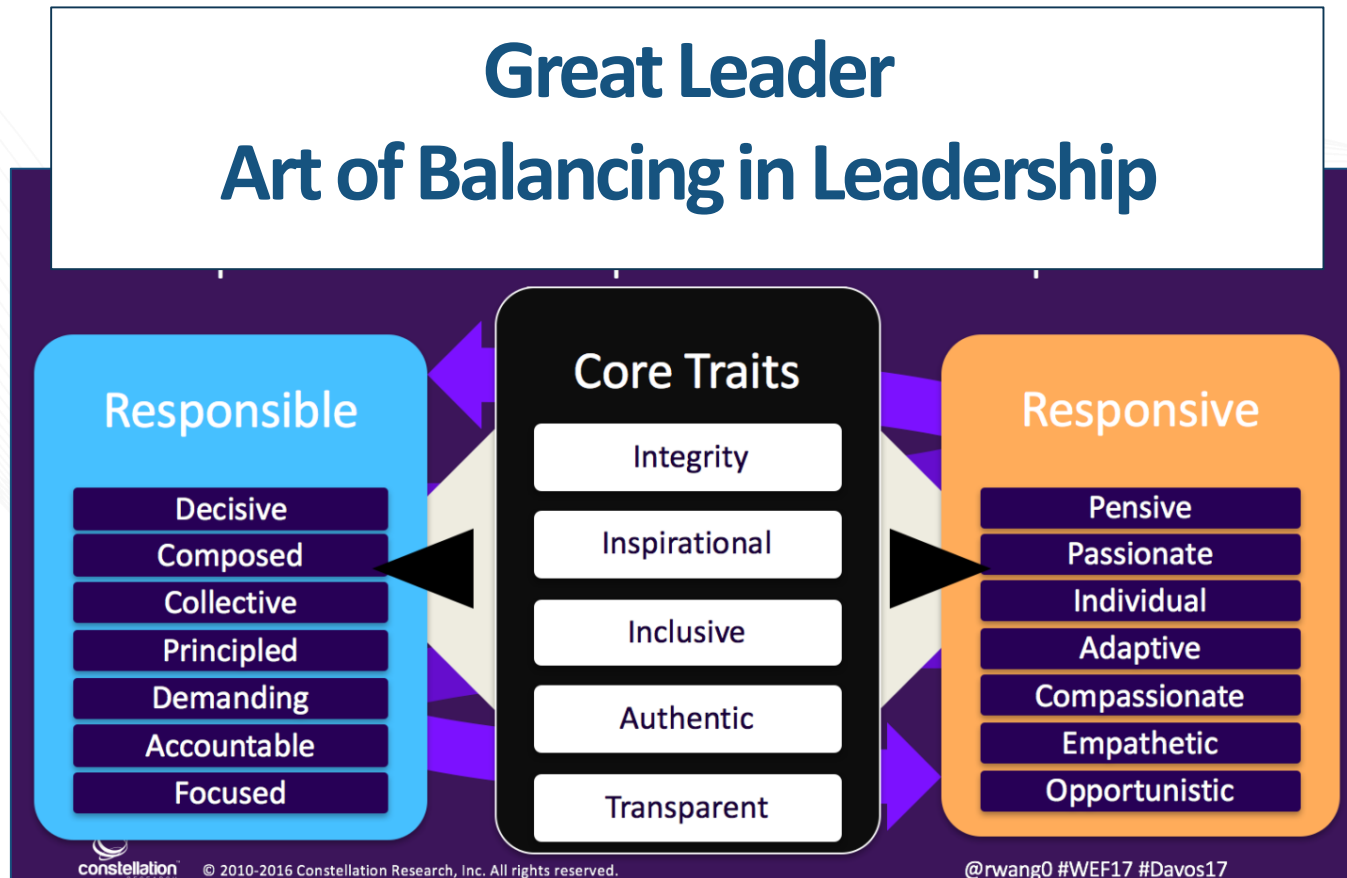 Great Leader
Art of Balancing in Leadership
Responsible
Decisive
Composed
Collective
Principled
Demanding
Accountable
Focused
Core Traits
Integrity
Inspirational
Inclusive
Authentic
Transparent
Responsive
Pensive
Passionate
Individual
Adaptive
Compassionate
Empathetic
Opportunistic
constellation™
© 2010-2016 Constellation Research, Inc. All rights reserved.
@rwang0 #WEF17 #Davos17